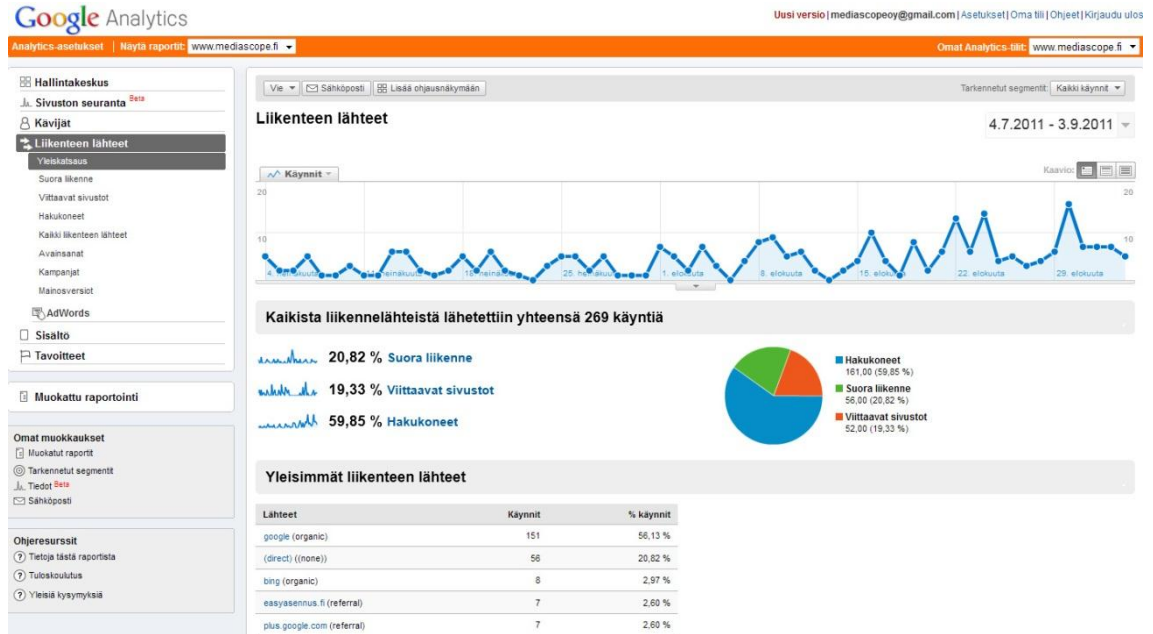 Google Analytics
Uusi versio | mediascopeoy@gmail.com | Asetukset | Oma tili | Ohjeet | Kirjaudu ulos
Analytics-asetukset | Näytä raportit: www.mediascope.fi
Omat Analytics-tilit: www.mediascope.fi
Hallintakeskus
Sivuston seuranta Beta
Kävijät
Liikenteen lähteet
Yleiskatsaus
Suora liikenne
Viittaavat sivustot
Hakukoneet
Kaikki liikenteen lähteet
Avainsanat
Kampanjat
Mainosversiot
AdWords
Sisältö
Tavoitteet
Muokattu raportointi
Omat muokkaukset
Muokatut raportit
Tarkennetut segmentit
Tiedot Beta
Sähköposti
Ohjeresurssit
Tietoja tästä raportista
Tuloskoulutus
Yleisiä kysymyksiä
Vie Sähköposti Lisää ohjausnäkymään
Tarkennetut segmentit: Kaikki käynnit
Liikenteen lähteet
4.7.2011 - 3.9.2011
Käynnit
Kaavio:
20 20
10 10
4. heinäkuuta 11. heinäkuuta 18. heinäkuuta 25. heinäkuuta 1. elokuuta 8. elokuuta 15. elokuuta 22. elokuuta 29. elokuuta
Kaikista liikennelähteistä lähetettiin yhteensä 269 käyntiä
20,82 % Suora liikenne
19,33 % Viittaavat sivustot
59,85 % Hakukoneet
Hakukoneet
161,00 (59,85 %)
Suora liikenne
56,00 (20,82 %)
Viittaavat sivustot
52,00 (19,33 %)
Yleisimmät liikenteen lähteet
Lähteet Käynnit % käynnit
google (organic) 151 56,13 %
(direct) ((none)) 56 20,82 %
bing (organic) 8 2,97 %
easyasennus.fi (referral) 7 2,60 %
plus.google.com (referral) 7 2,60 %